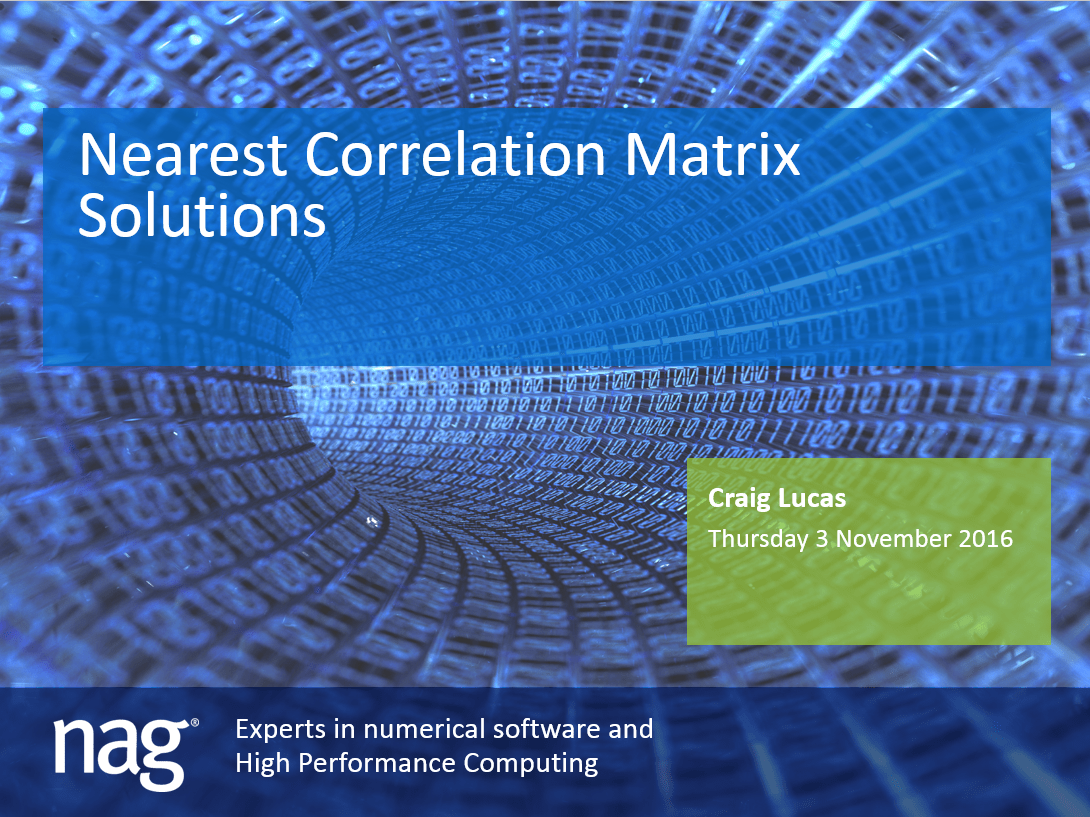 Nearest Correlation Matrix
Solutions
Craig Lucas
Thursday 3 November 2016
nag®
Experts in numerical software and
High Performance Computing